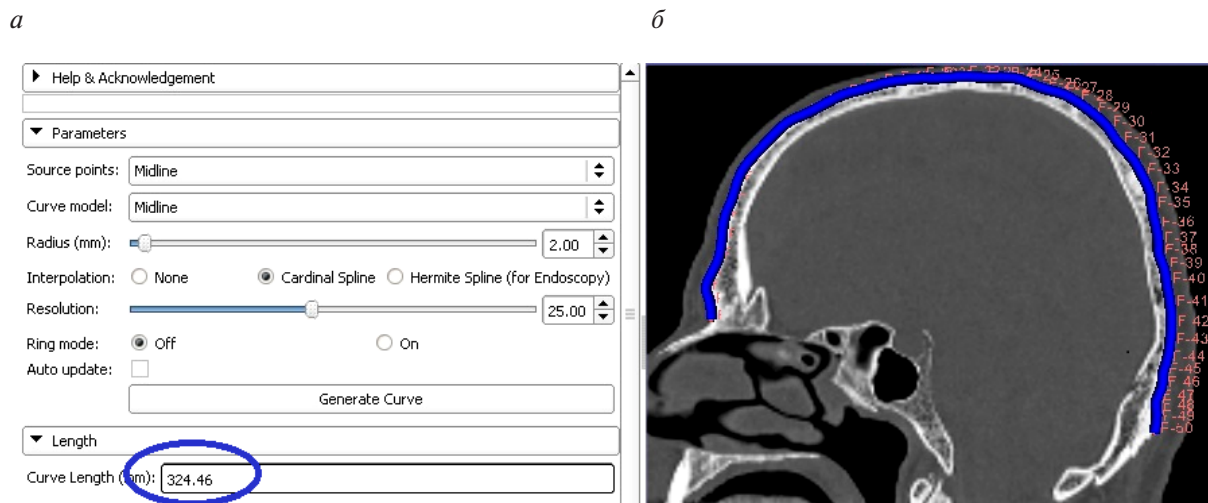 а
б
Help & Acknowledgement
Parameters
Source points: Midline
Curve model: Midline
Radius (mm): 2.00
Interpolation: None Cardinal Spline Hermite Spline (for Endoscopy)
Resolution: 25.00
Ring mode: Off On
Auto update:
Generate Curve
Length
Curve Length (mm): 324.46
F-28
F-29
F-30
F-31
F-32
F-33
F-34
F-35
F-36
F-37
F-38
F-39
F-40
F-41
F-42
F-43
F-44
F-45
F-46
F-47
F-48
F-49
F-50